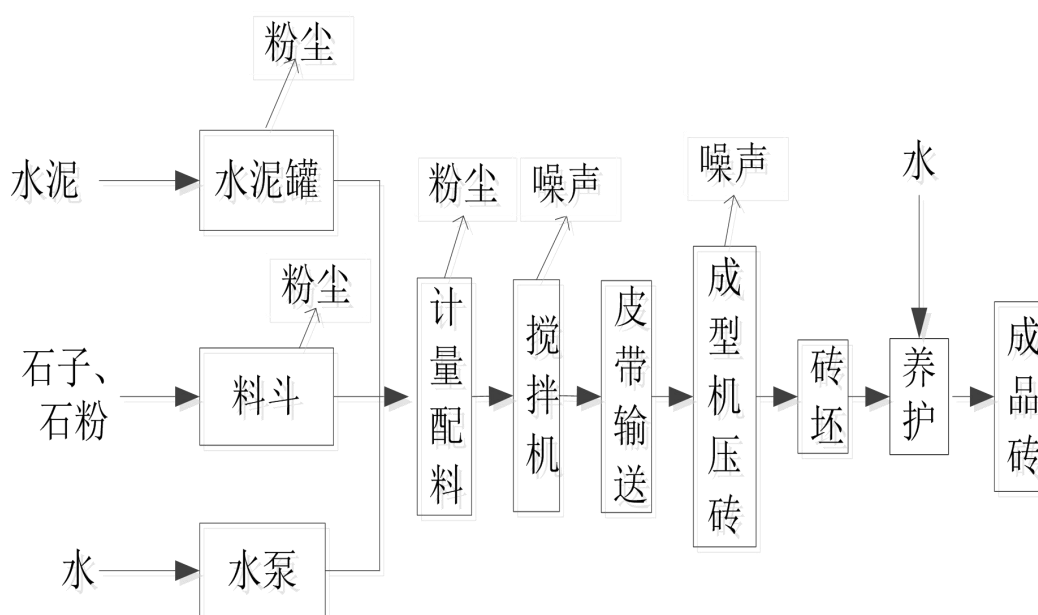 粉尘
水泥
水泥罐
粉尘
噪声
噪声
水
粉尘
石子、
石粉
料斗
计量配料
搅拌机
皮带输送
成型机压砖
砖坯
养护
成品砖
水
水泵